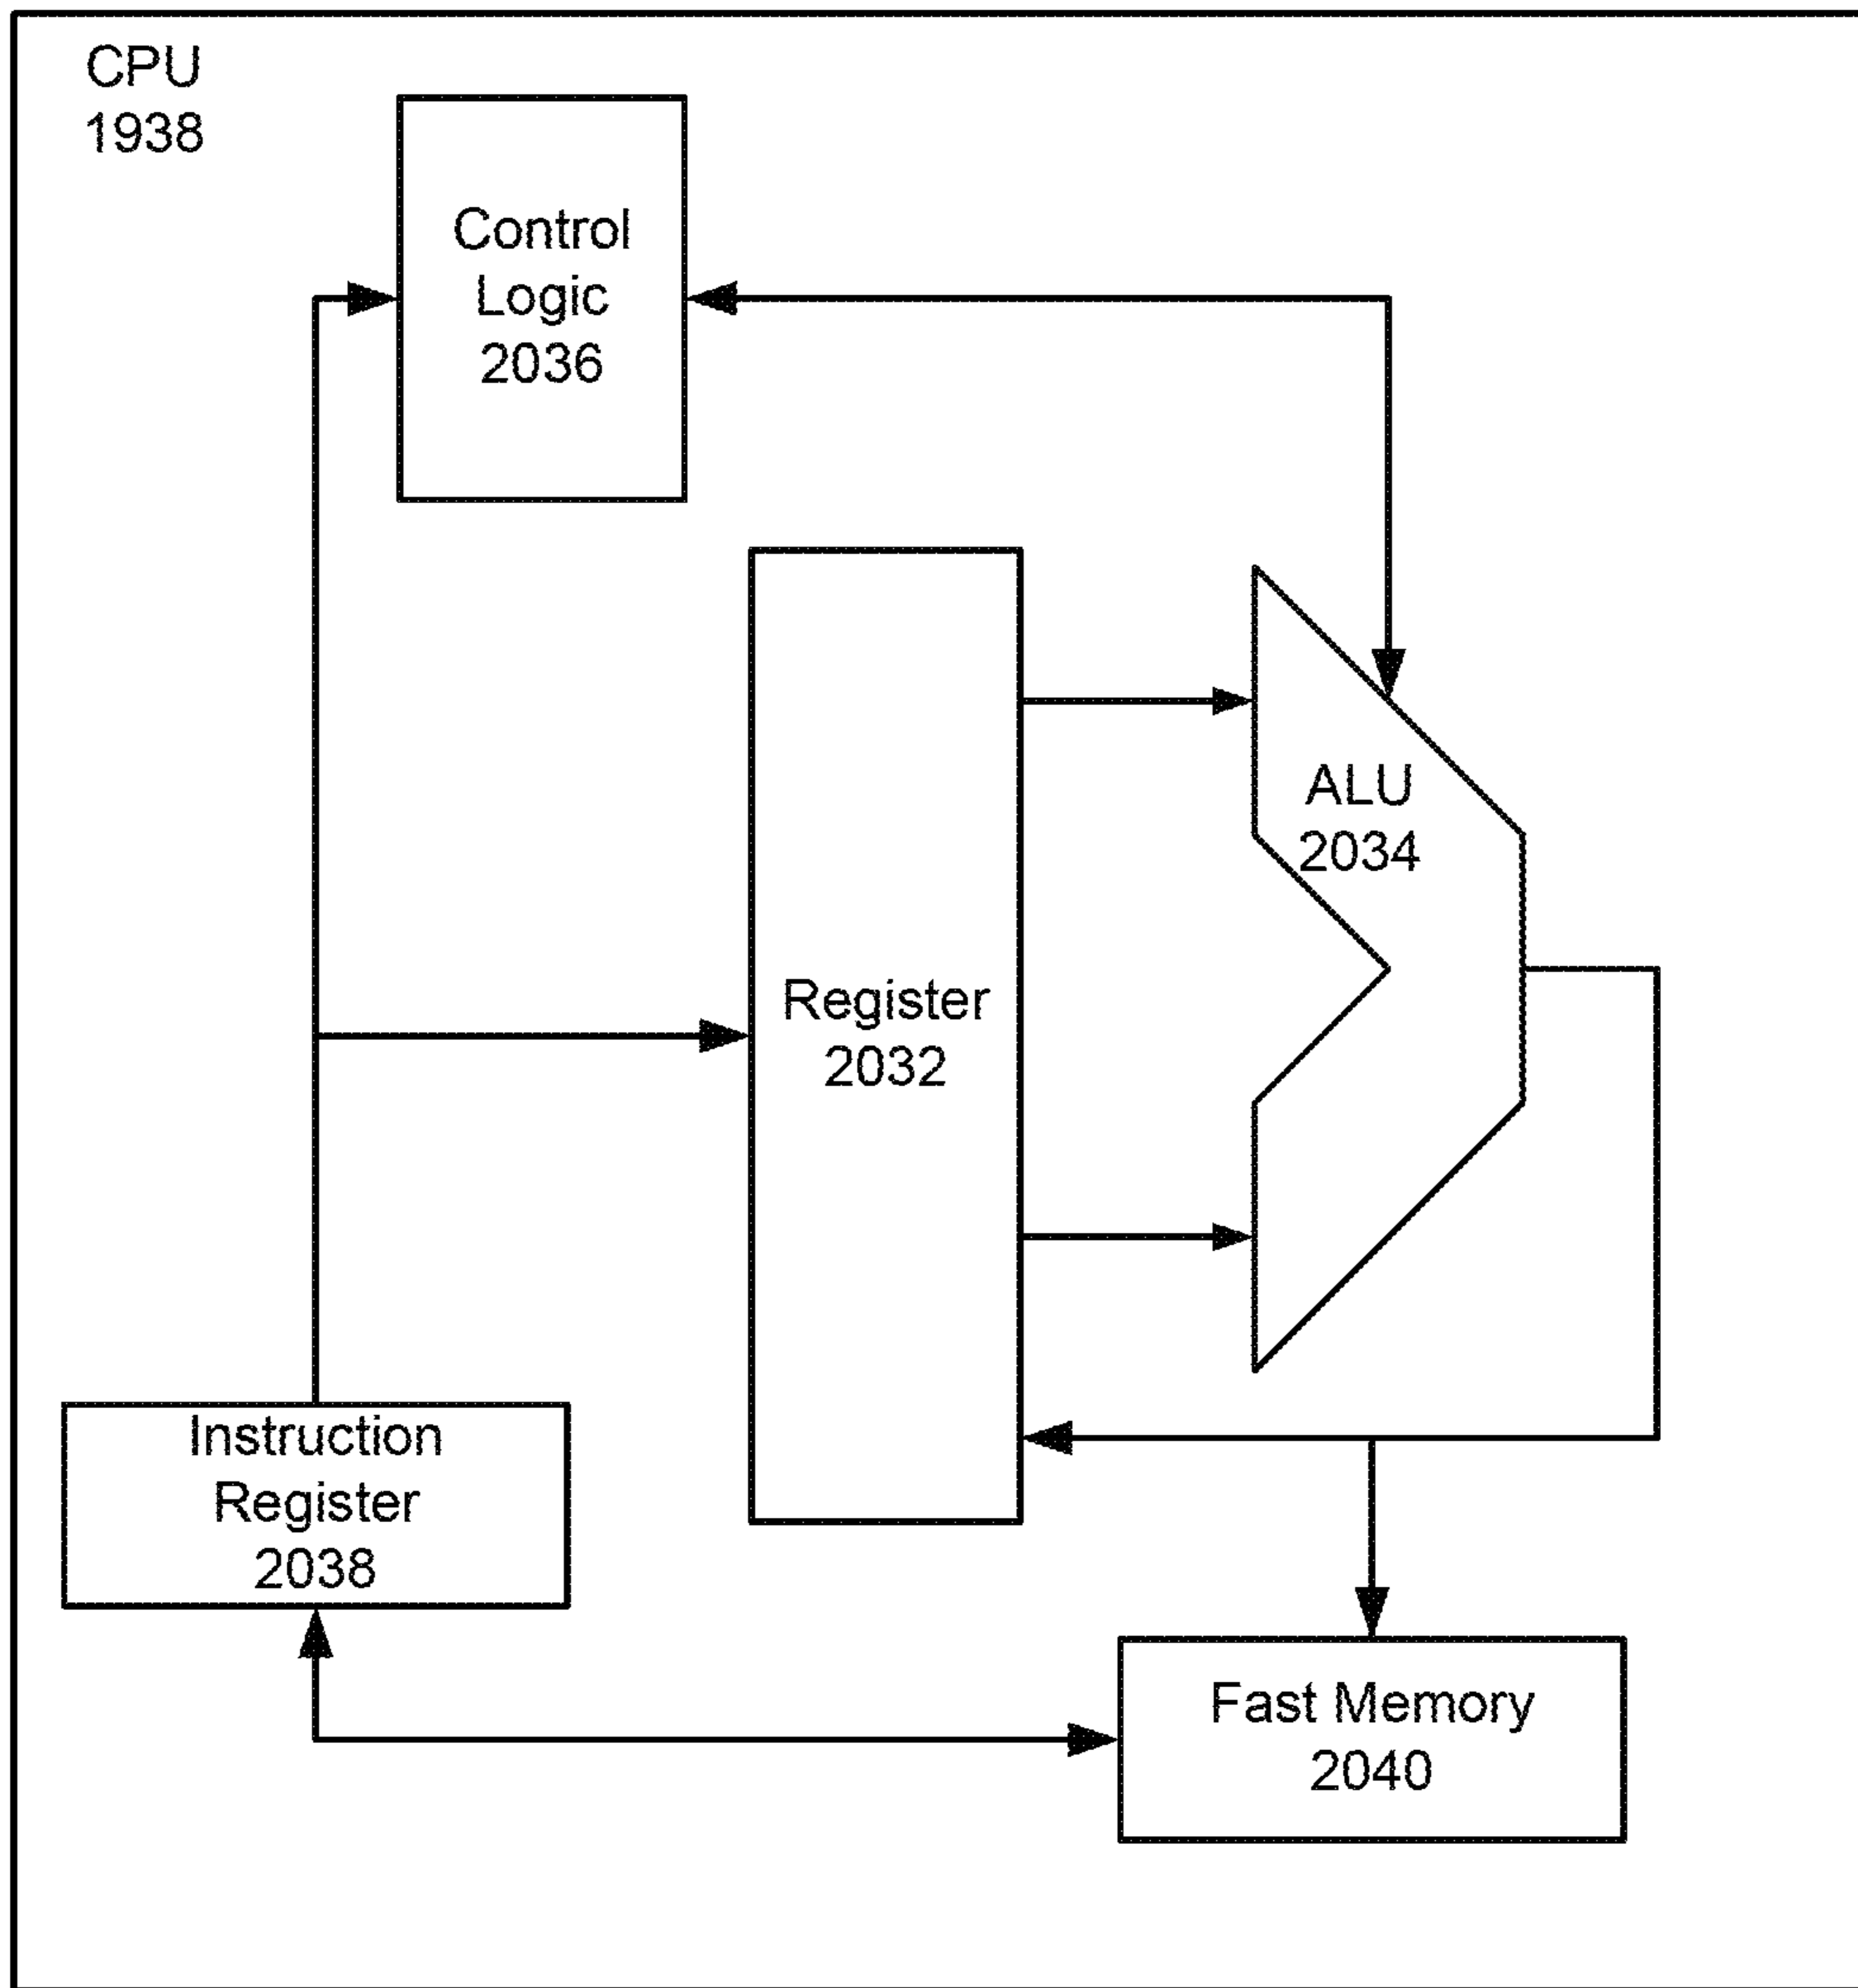 CPU
1938
Control
Logic
2036
ALU
2034
Register
2032
Instruction
Register
2038
Fast Memory
2040